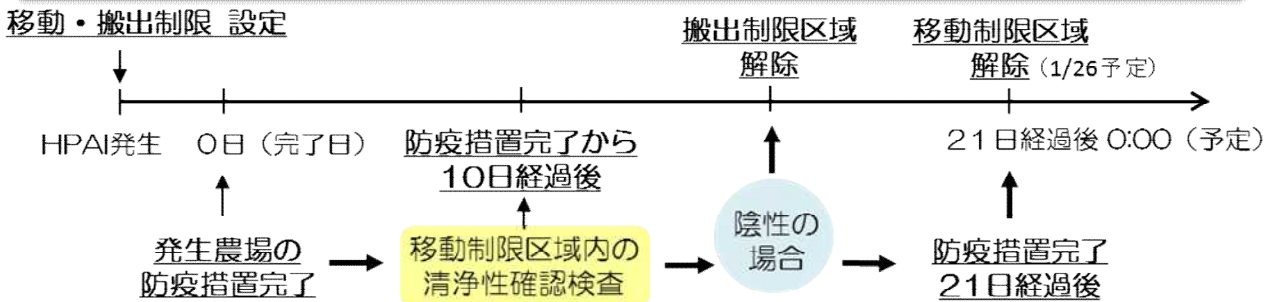 移動・搬出制限 設定
搬出制限区域
解除
移動制限区域
解除（1/26予定）
HPAI発生
０日（完了日）
防疫措置完了から
10日経過後
２１日経過後 0:00（予定）
発生農場の
防疫措置完了
移動制限区域内の
清浄性確認検査
陰性の
場合
防疫措置完了
21日経過後